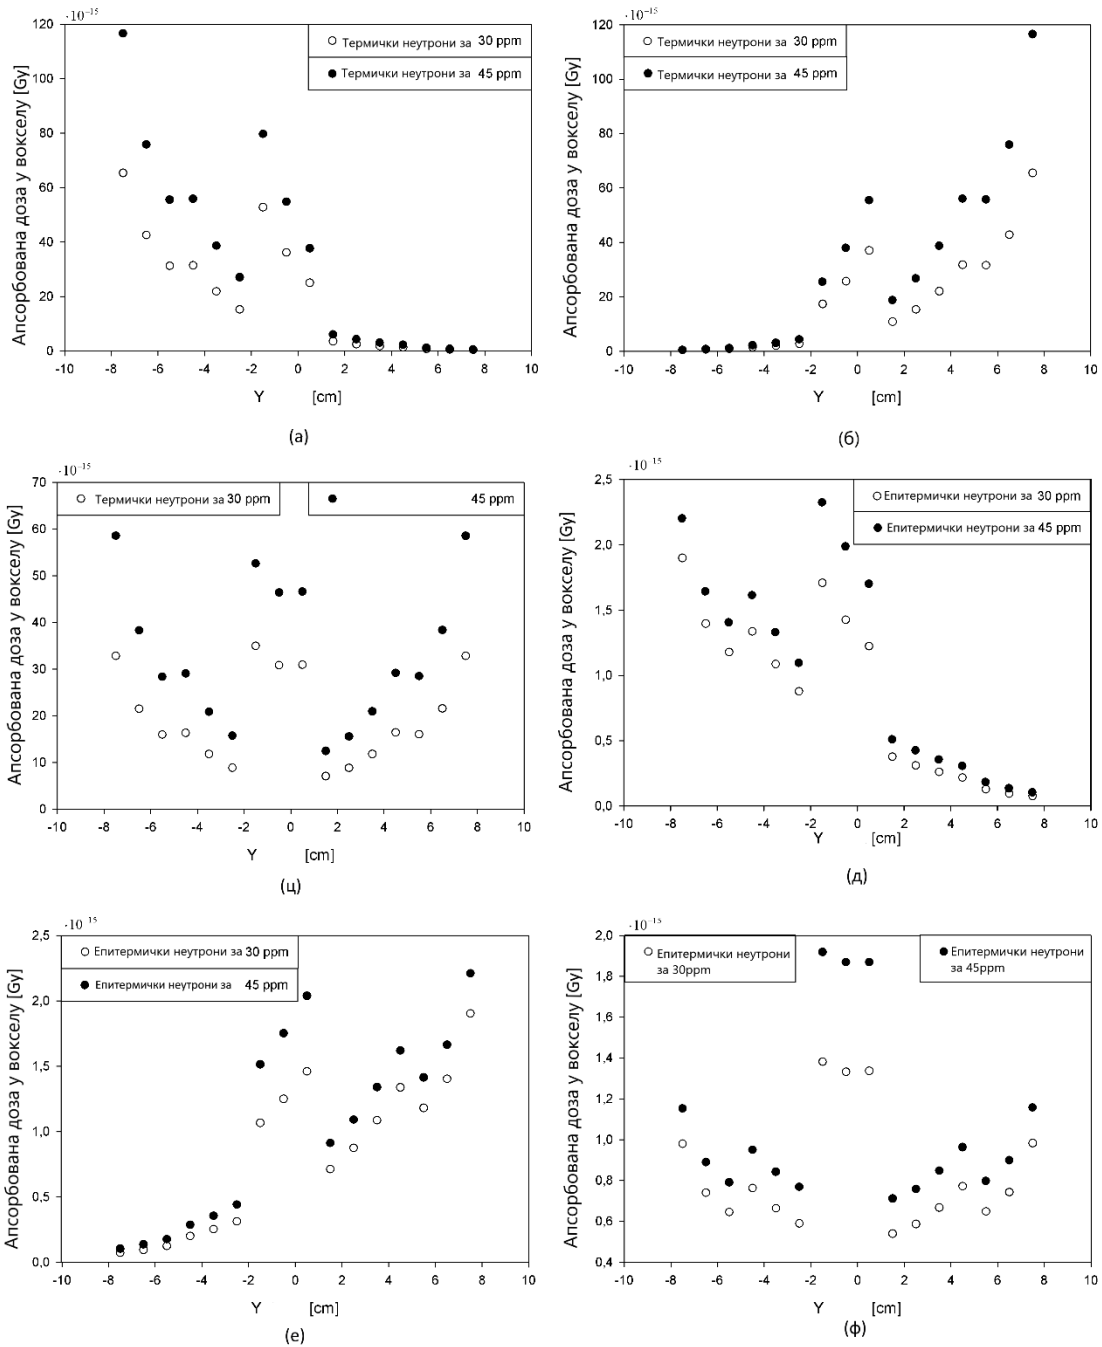 ·10⁻¹⁵
Апсорбована доза у вокселу [Gy]
120
100
80
60
40
20
0
Термички неутрони за 30 ppm
Термички неутрони за 45 ppm
-10 -8 -6 -4 -2 0 2 4 6 8 10
Y [cm]
(а)
·10⁻¹⁵
Апсорбована доза у вокселу [Gy]
120
100
80
60
40
20
0
Термички неутрони за 30 ppm
Термички неутрони за 45 ppm
-10 -8 -6 -4 -2 0 2 4 6 8 10
Y [cm]
(б)
·10⁻¹⁵
Апсорбована доза у вокселу [Gy]
70
60
50
40
30
20
10
0
Термички неутрони за 30 ppm
45 ppm
-10 -8 -6 -4 -2 0 2 4 6 8 10
Y [cm]
(ц)
·10⁻¹⁵
Апсорбована доза у вокселу [Gy]
2,5
2,0
1,5
1,0
0,5
0,0
Епитермички неутрони за 30 ppm
Епитермички неутрони за 45 ppm
-10 -8 -6 -4 -2 0 2 4 6 8 10
Y [cm]
(д)
·10⁻¹⁵
Апсорбована доза у вокселу [Gy]
2,5
2,0
1,5
1,0
0,5
0,0
Епитермички неутрони за 30 ppm
Епитермички неутрони за 45 ppm
-10 -8 -6 -4 -2 0 2 4 6 8 10
Y [cm]
(е)
·10⁻¹⁵
Апсорбована доза у вокселу [Gy]
2,0
1,8
1,6
1,4
1,2
1,0
0,8
0,6
0,4
Епитермички неутрони
за 30ppm
Епитермички неутрони
за 45ppm
-10 -8 -6 -4 -2 0 2 4 6 8 10
Y [cm]
(ф)